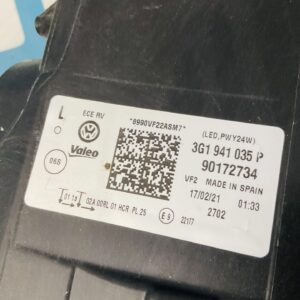 L
ECE RV
*8990VF22ASM7*
Valeo
(LED,PWY24W)
3G1 941 035 P
90172734
VF2 MADE IN SPAIN
17/02/21 01:33
2702
02A 00RL 01 HCR PL 25
E 9
22177